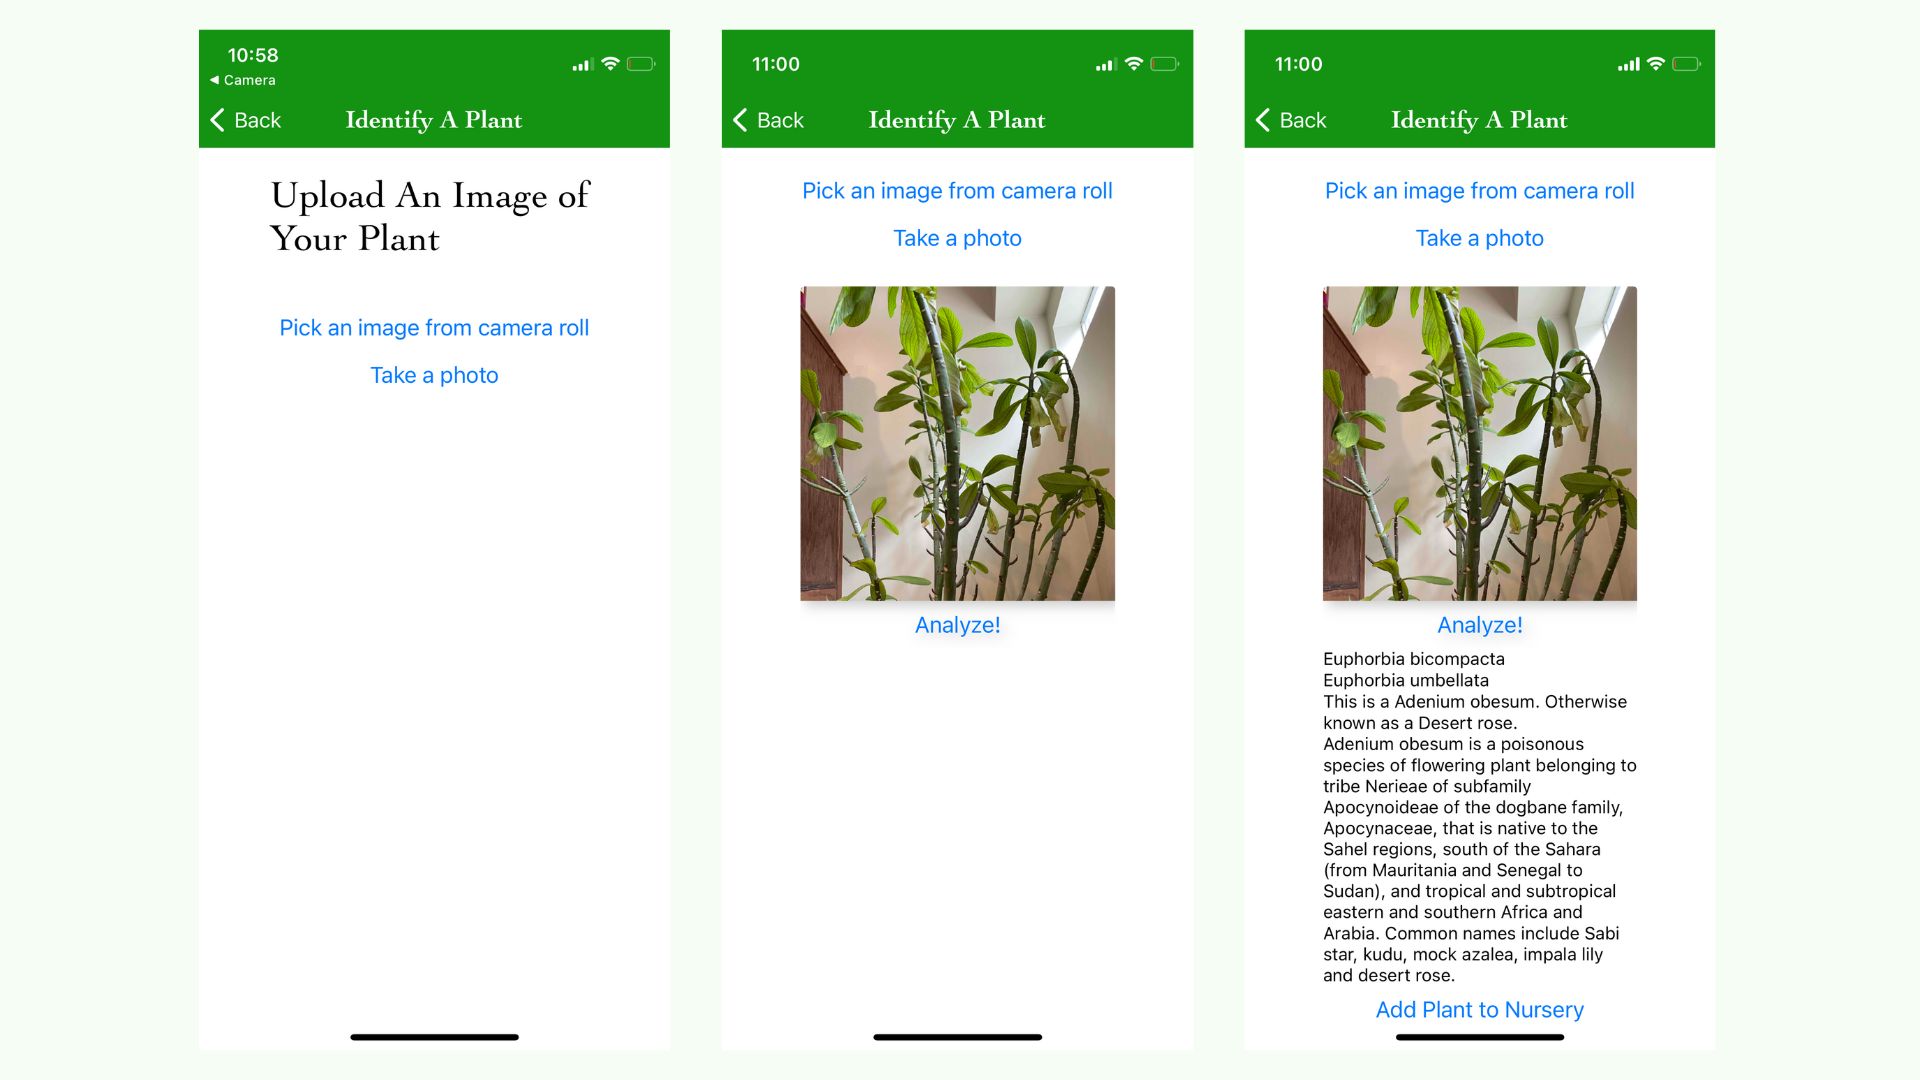 10:58
◀ Camera
Back
Identify A Plant
Upload An Image of
Your Plant
Pick an image from camera roll
Take a photo
11:00
Back
Identify A Plant
Pick an image from camera roll
Take a photo
Analyze!
11:00
Back
Identify A Plant
Pick an image from camera roll
Take a photo
Analyze!
Euphorbia bicompacta
Euphorbia umbellata
This is a Adenium obesum. Otherwise
known as a Desert rose.
Adenium obesum is a poisonous
species of flowering plant belonging to
tribe Nerieae of subfamily
Apocynoideae of the dogbane family,
Apocynaceae, that is native to the
Sahel regions, south of the Sahara
(from Mauritania and Senegal to
Sudan), and tropical and subtropical
eastern and southern Africa and
Arabia. Common names include Sabi
star, kudu, mock azalea, impala lily
and desert rose.
Add Plant to Nursery